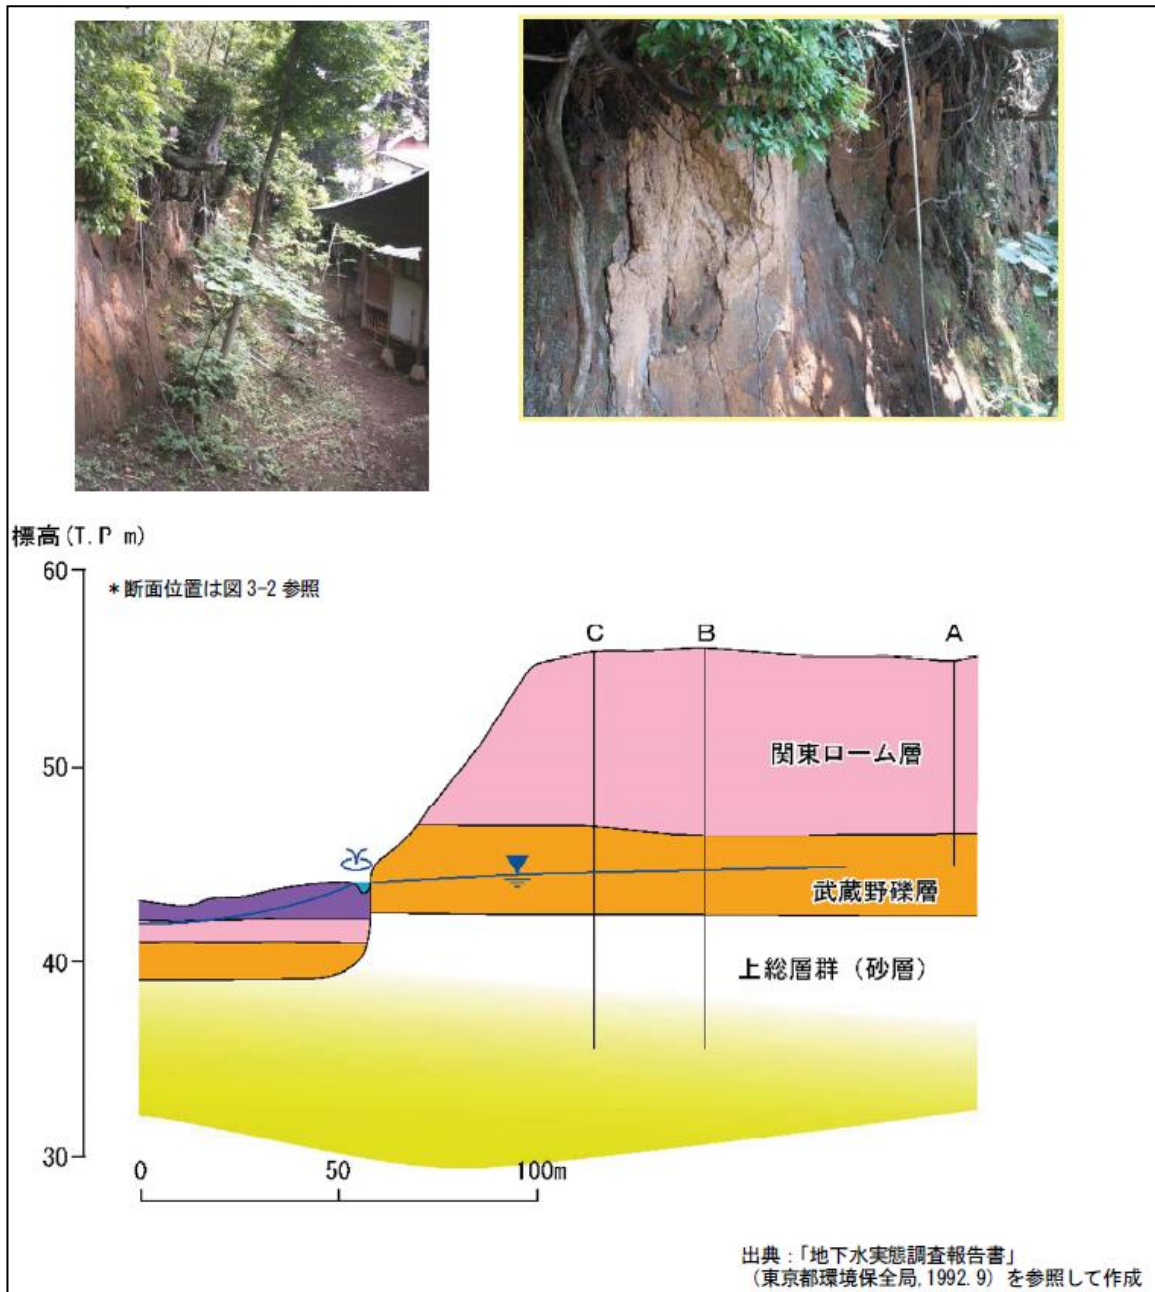 標高(T.P m)
60
*断面位置は図3-2参照
C
B
A
関東ローム層
50
武蔵野礫層
40
上総層群（砂層）
30
0
50
100m
出典：「地下水実態調査報告書」
（東京都環境保全局,1992.9）を参照して作成